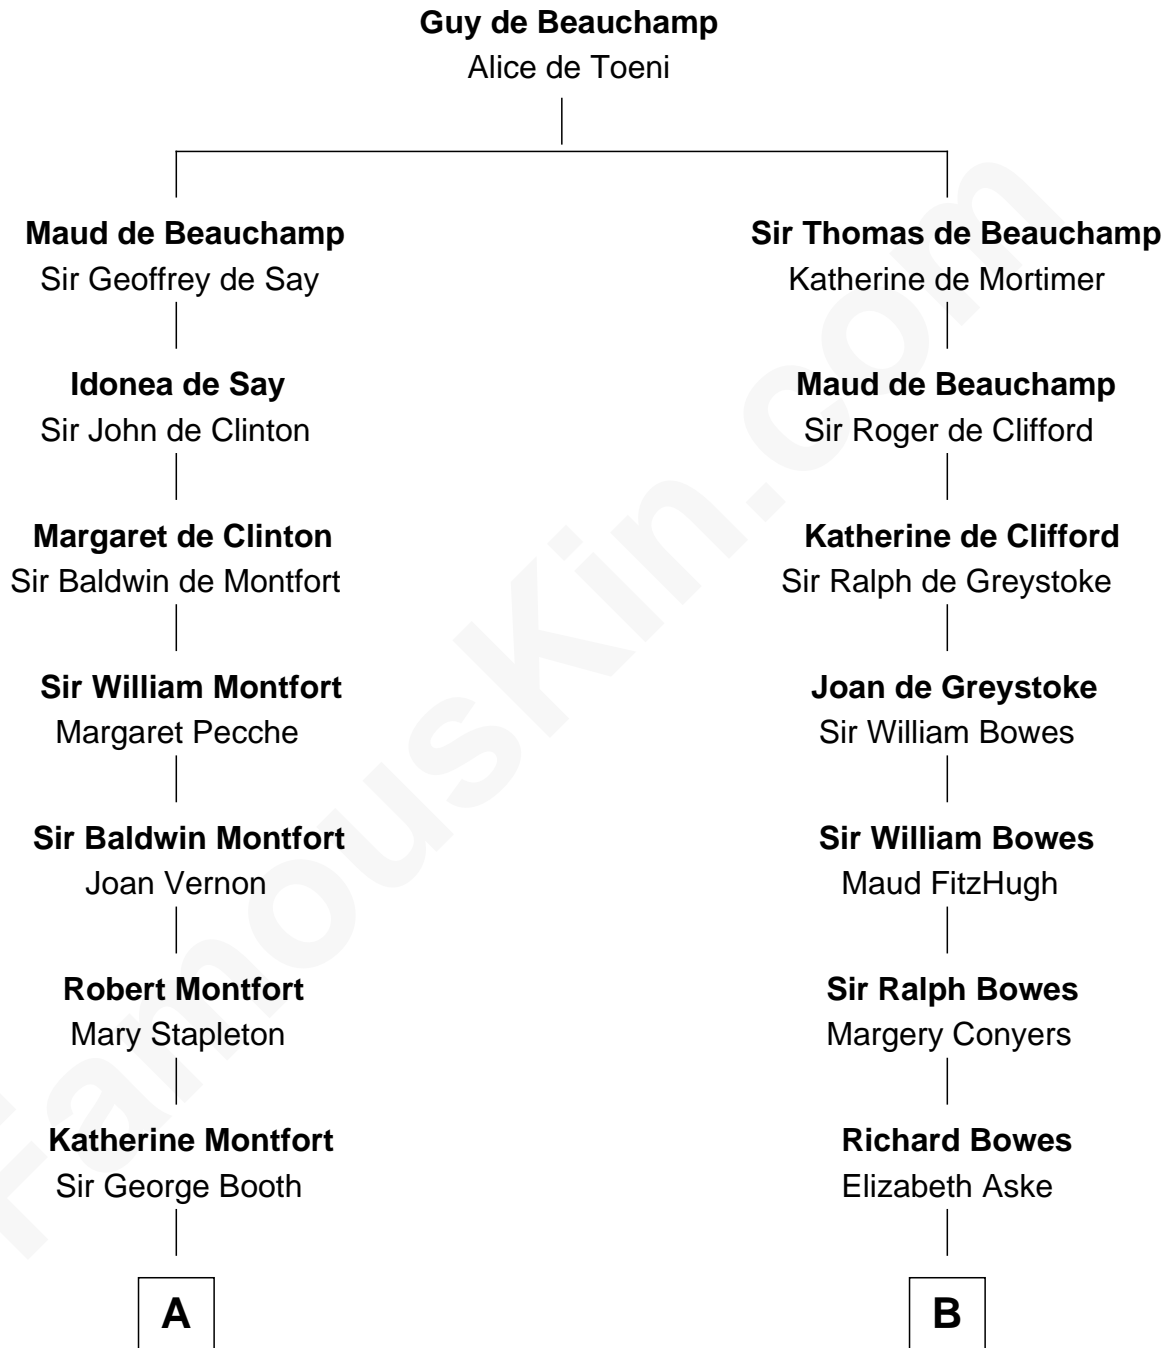 Guy de Beauchamp
Alice de Toeni
Maud de Beauchamp
Sir Geoffrey de Say
Sir Thomas de Beauchamp
Katherine de Mortimer
Idonea de Say
Sir John de Clinton
Maud de Beauchamp
Sir Roger de Clifford
Margaret de Clinton
Sir Baldwin de Montfort
Katherine de Clifford
Sir Ralph de Greystoke
Sir William Montfort
Margaret Pecche
Joan de Greystoke
Sir William Bowes
Sir Baldwin Montfort
Joan Vernon
Sir William Bowes
Maud FitzHugh
Robert Montfort
Mary Stapleton
Sir Ralph Bowes
Margery Conyers
Katherine Montfort
Sir George Booth
Richard Bowes
Elizabeth Aske
A
B
FamousKin.com